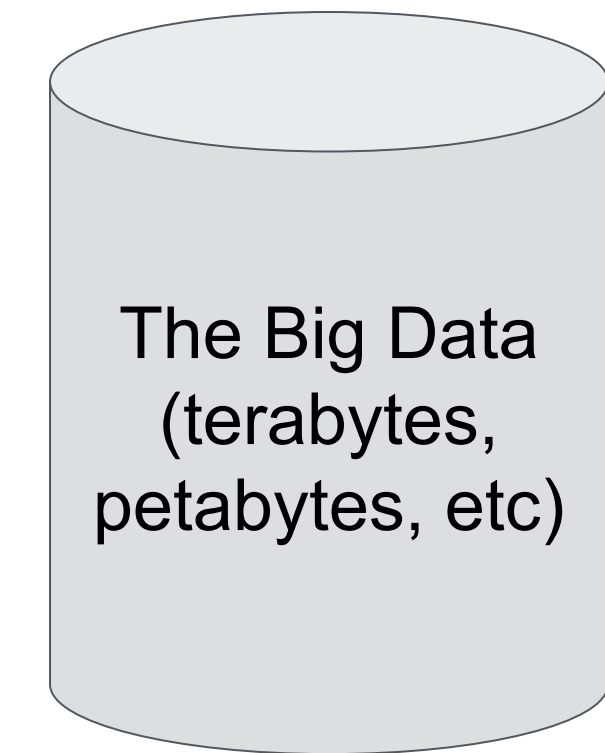 The Big Data
(terabytes,
petabytes, etc)